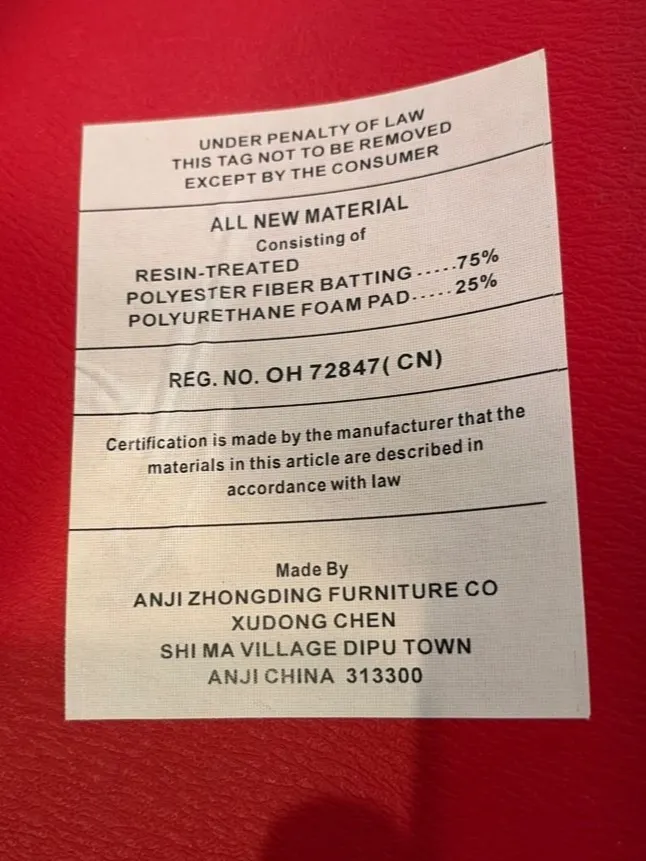 UNDER PENALTY OF LAW
THIS TAG NOT TO BE REMOVED
EXCEPT BY THE CONSUMER
ALL NEW MATERIAL
Consisting of
RESIN-TREATED
POLYESTER FIBER BATTING .....75%
POLYURETHANE FOAM PAD..... 25%
REG. NO. OH 72847( CN)
Certification is made by the manufacturer that the
materials in this article are described in
accordance with law
Made By
ANJI ZHONGDING FURNITURE CO
XUDONG CHEN
SHI MA VILLAGE DIPU TOWN
ANJI CHINA 313300